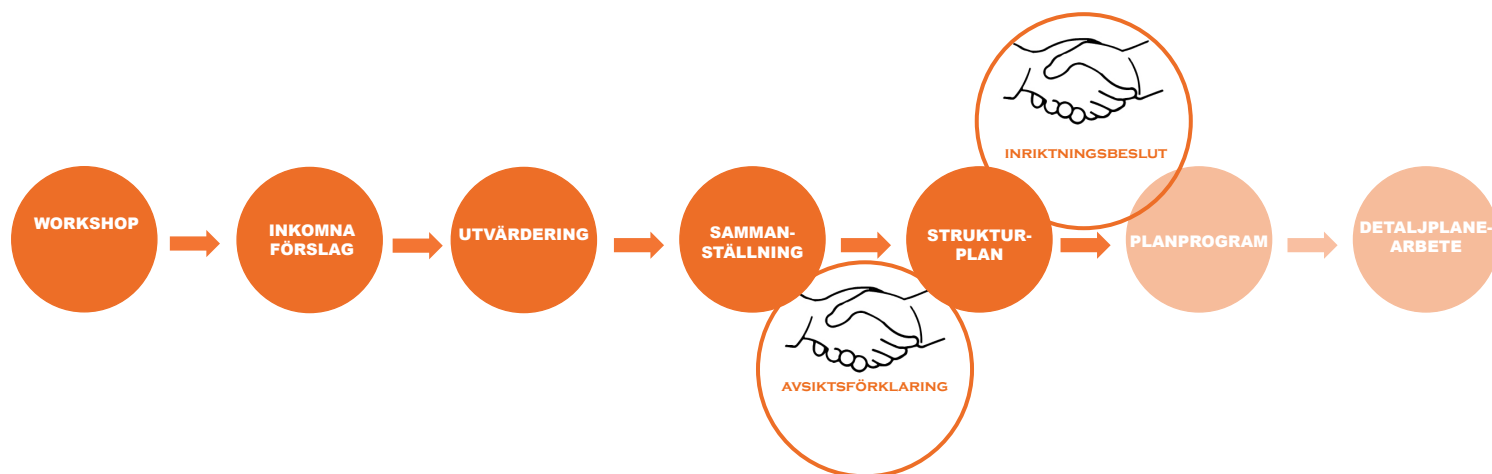 WORKSHOP
INKOMNA
FÖRSLAG
UTVÄRDERING
SAMMAN-
STÄLLNING
AVSIKTSFÖRKLARING
STRUKTUR-
PLAN
INRIKTNINGSBESLUT
PLANPROGRAM
DETALJPLANE-
ARBETE